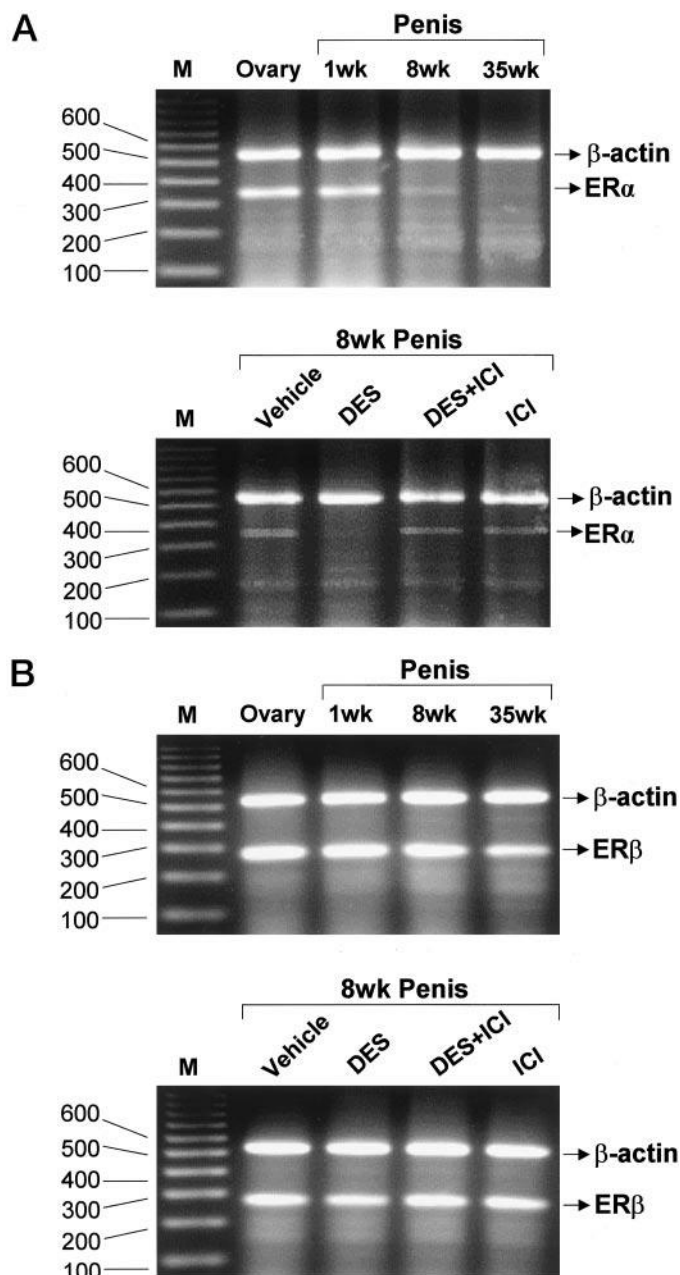 A
Penis
M Ovary 1wk 8wk 35wk
600
500
400
300
200
100
→ β-actin
→ ERα
8wk Penis
M Vehicle DES DES+ICI ICI
600
500
400
300
200
100
→ β-actin
→ ERα
B
Penis
M Ovary 1wk 8wk 35wk
600
500
400
300
200
100
→ β-actin
→ ERβ
8wk Penis
M Vehicle DES DES+ICI ICI
600
500
400
300
200
100
→ β-actin
→ ERβ